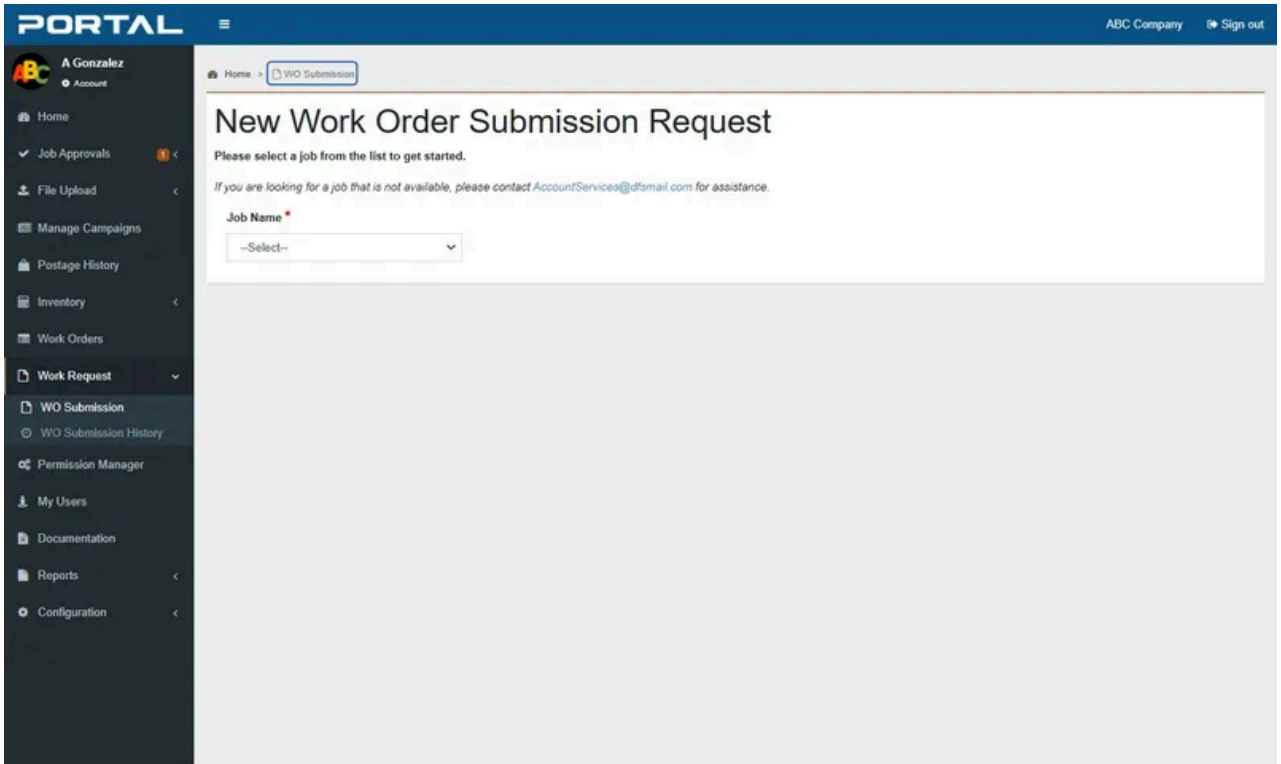 PORTAL
ABC Company Sign out
ABC
A Gonzalez
Account
Home
Job Approvals 1
File Upload
Manage Campaigns
Postage History
Inventory
Work Orders
Work Request
WO Submission
WO Submission History
Permission Manager
My Users
Documentation
Reports
Configuration
Home > WO Submission
New Work Order Submission Request
Please select a job from the list to get started.
If you are looking for a job that is not available, please contact AccountServices@dfsmail.com for assistance.
Job Name *
--Select--